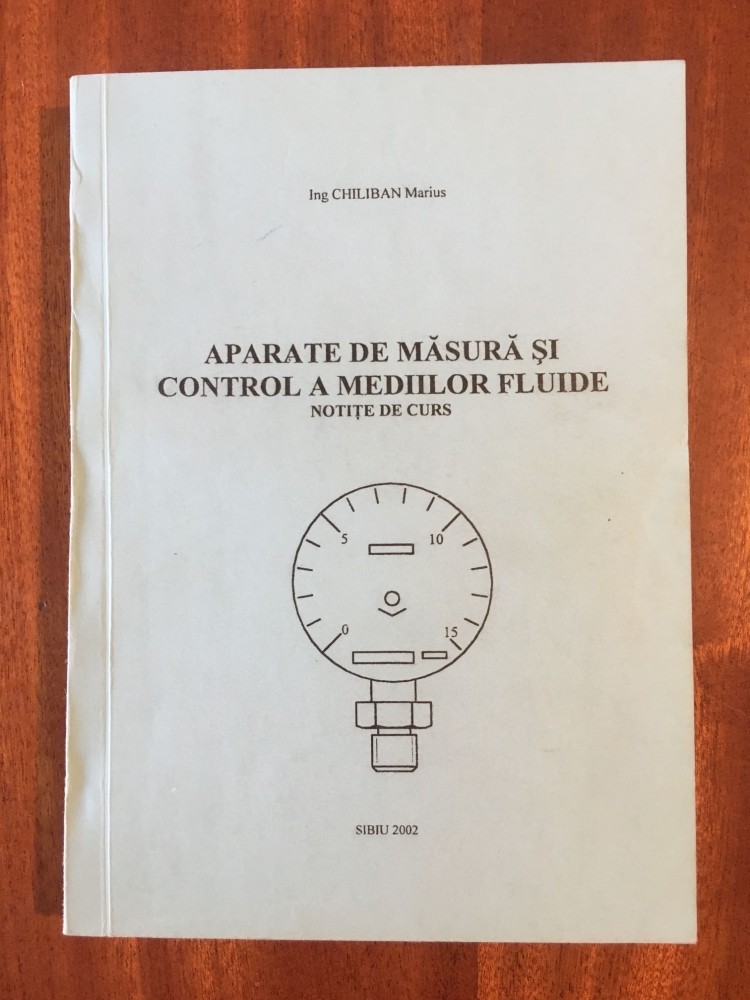 Ing CHILIBAN Marius
APARATE DE MĂSURĂ ŞI
CONTROL A MEDIILOR FLUIDE
NOTIŢE DE CURS
5
10
0
15
SIBIU 2002